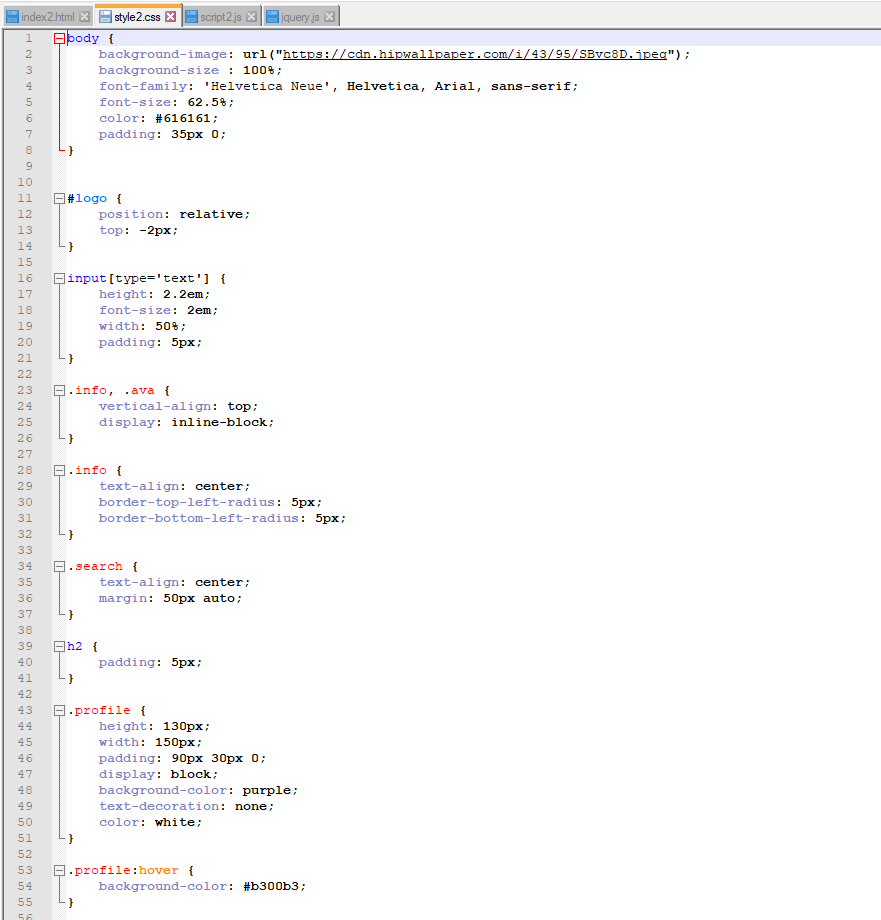 index2.html style2.css script2.js jquery.js
1 body {
2     background-image: url("https://cdn.hipwallpaper.com/i/43/95/SBvc8D.jpeg");
3     background-size : 100%;
4     font-family: 'Helvetica Neue', Helvetica, Arial, sans-serif;
5     font-size: 62.5%;
6     color: #616161;
7     padding: 35px 0;
8 }
9
10
11 #logo {
12     position: relative;
13     top: -2px;
14 }
15
16 input[type='text'] {
17     height: 2.2em;
18     font-size: 2em;
19     width: 50%;
20     padding: 5px;
21 }
22
23 .info, .ava {
24     vertical-align: top;
25     display: inline-block;
26 }
27
28 .info {
29     text-align: center;
30     border-top-left-radius: 5px;
31     border-bottom-left-radius: 5px;
32 }
33
34 .search {
35     text-align: center;
36     margin: 50px auto;
37 }
38
39 h2 {
40     padding: 5px;
41 }
42
43 .profile {
44     height: 130px;
45     width: 150px;
46     padding: 90px 30px 0;
47     display: block;
48     background-color: purple;
49     text-decoration: none;
50     color: white;
51 }
52
53 .profile:hover {
54     background-color: #b300b3;
55 }
56